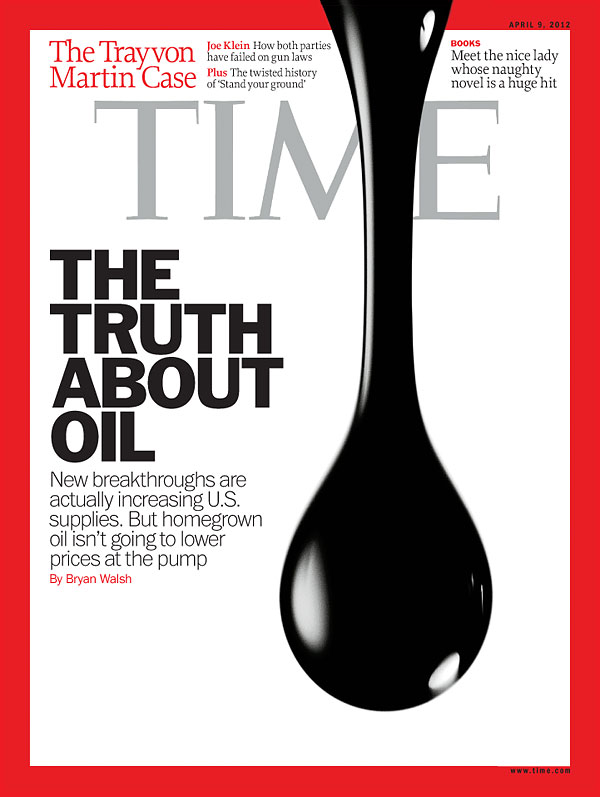 APRIL 9, 2012
The Trayvon
Martin Case
Joe Klein How both parties
have failed on gun laws
Plus The twisted history
of ‘Stand your ground’
BOOKS
Meet the nice lady
whose naughty
novel is a huge hit
TIME
THE
TRUTH
ABOUT
OIL
New breakthroughs are
actually increasing U.S.
supplies. But homegrown
oil isn’t going to lower
prices at the pump
By Bryan Walsh
www.time.com